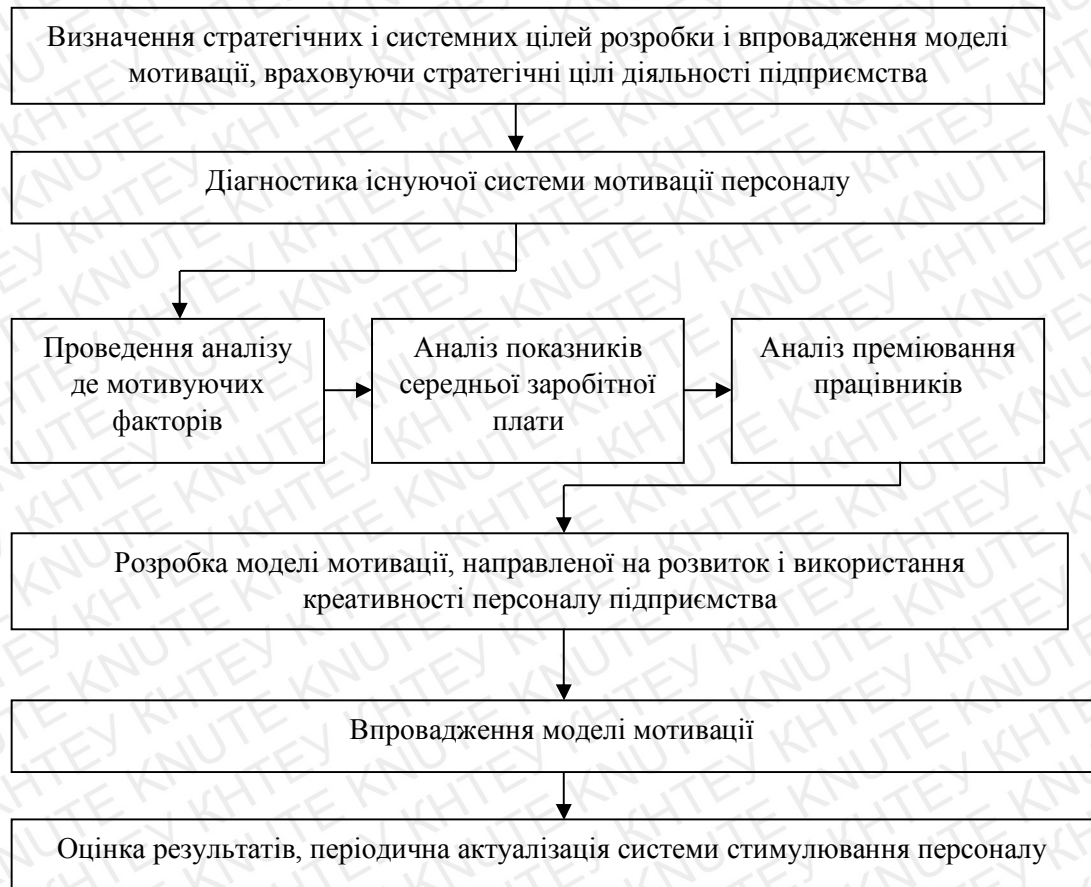 Визначення стратегічних і системних цілей розробки і впровадження моделі
мотивації, враховуючи стратегічні цілі діяльності підприємства
Діагностика існуючої системи мотивації персоналу
Проведення аналізу
де мотивуючих
факторів
Аналіз показників
середньої заробітної
плати
Аналіз преміювання
працівників
Розробка моделі мотивації, направленої на розвиток і використання
креативності персоналу підприємства
Впровадження моделі мотивації
Оцінка результатів, періодична актуалізація системи стимулювання персоналу